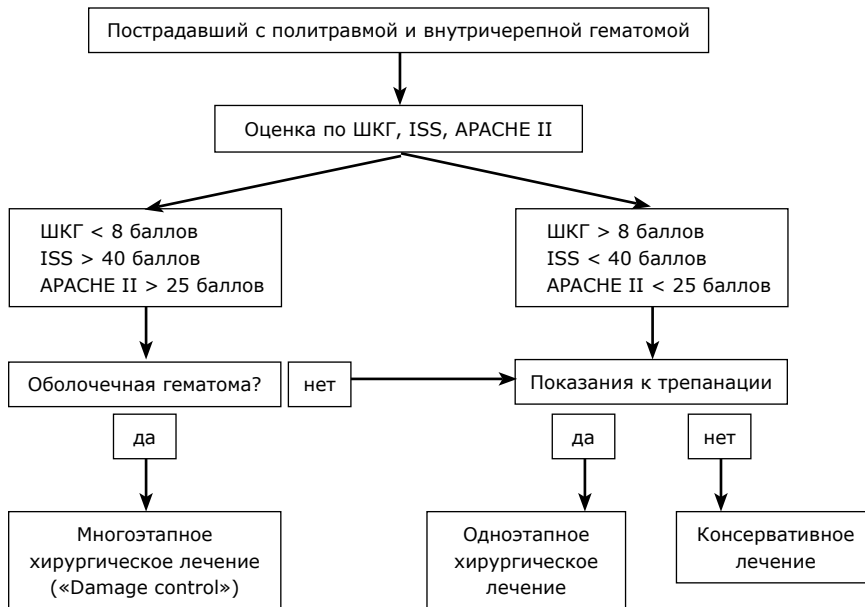 Пострадавший с политравмой и внутричерепной гематомой
Оценка по ШКГ, ISS, APACHE II
ШКГ < 8 баллов
ISS > 40 баллов
APACHE II > 25 баллов
ШКГ > 8 баллов
ISS < 40 баллов
APACHE II < 25 баллов
Оболочечная гематома?
нет
Показания к трепанации
да
да
нет
Многоэтапное
хирургическое лечение
(«Damage control»)
Одноэтапное
хирургическое
лечение
Консервативное
лечение